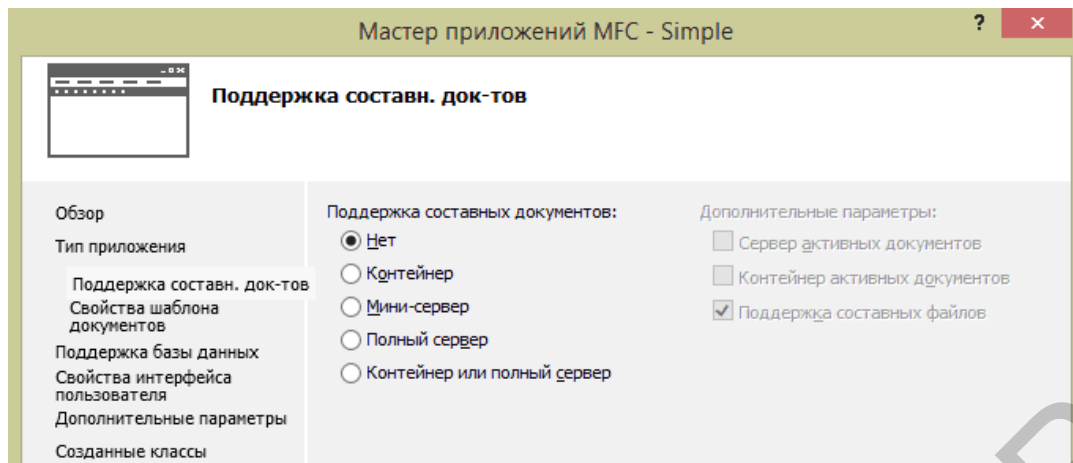 Мастер приложений MFC - Simple
? ×
Поддержка составн. док-тов
Обзор
Тип приложения
Поддержка составн. док-тов
Свойства шаблона
документов
Поддержка базы данных
Свойства интерфейса
пользователя
Дополнительные параметры
Созданные классы
Поддержка составных документов:
Нет
Контейнер
Мини-сервер
Полный сервер
Контейнер или полный сервер
Дополнительные параметры:
Сервер активных документов
Контейнер активных документов
Поддержка составных файлов